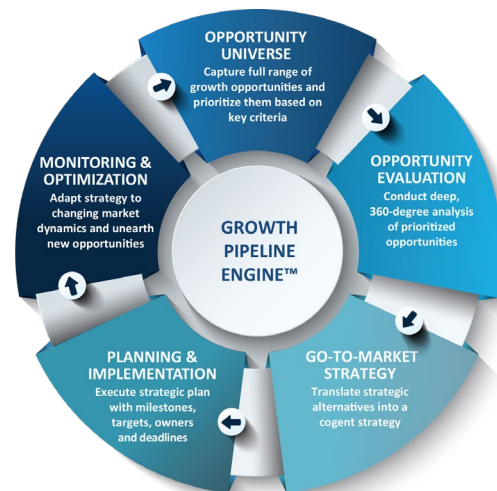 OPPORTUNITY
UNIVERSE
Capture full range of
growth opportunities and
prioritize them based on
key criteria
OPPORTUNITY
EVALUATION
Conduct deep,
360-degree analysis
of prioritized
opportunities
GO-TO-MARKET
STRATEGY
Translate strategic
alternatives into a
cogent strategy
PLANNING &
IMPLEMENTATION
Execute strategic plan
with milestones,
targets, owners
and deadlines
MONITORING &
OPTIMIZATION
Adapt strategy to
changing market
dynamics and unearth
new opportunities
GROWTH
PIPELINE
ENGINE™